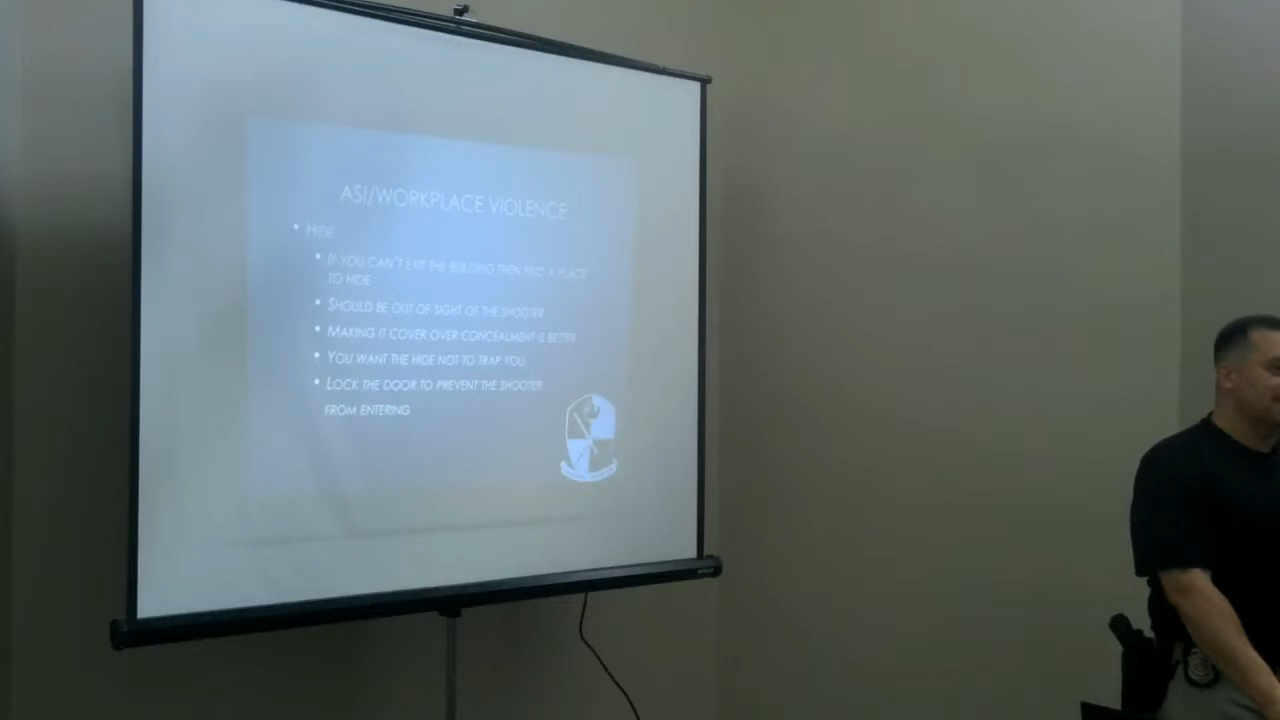 ASI/WORKPLACE VIOLENCE
• HIDE
• IF YOU CAN'T EXIT THE BUILDING THEN FIND A PLACE
TO HIDE
• SHOULD BE OUT OF SIGHT OF THE SHOOTER
• MAKING IT COVER OVER CONCEALMENT IS BETTER
• YOU WANT THE HIDE NOT TO TRAP YOU
• LOCK THE DOOR TO PREVENT THE SHOOTER
FROM ENTERING